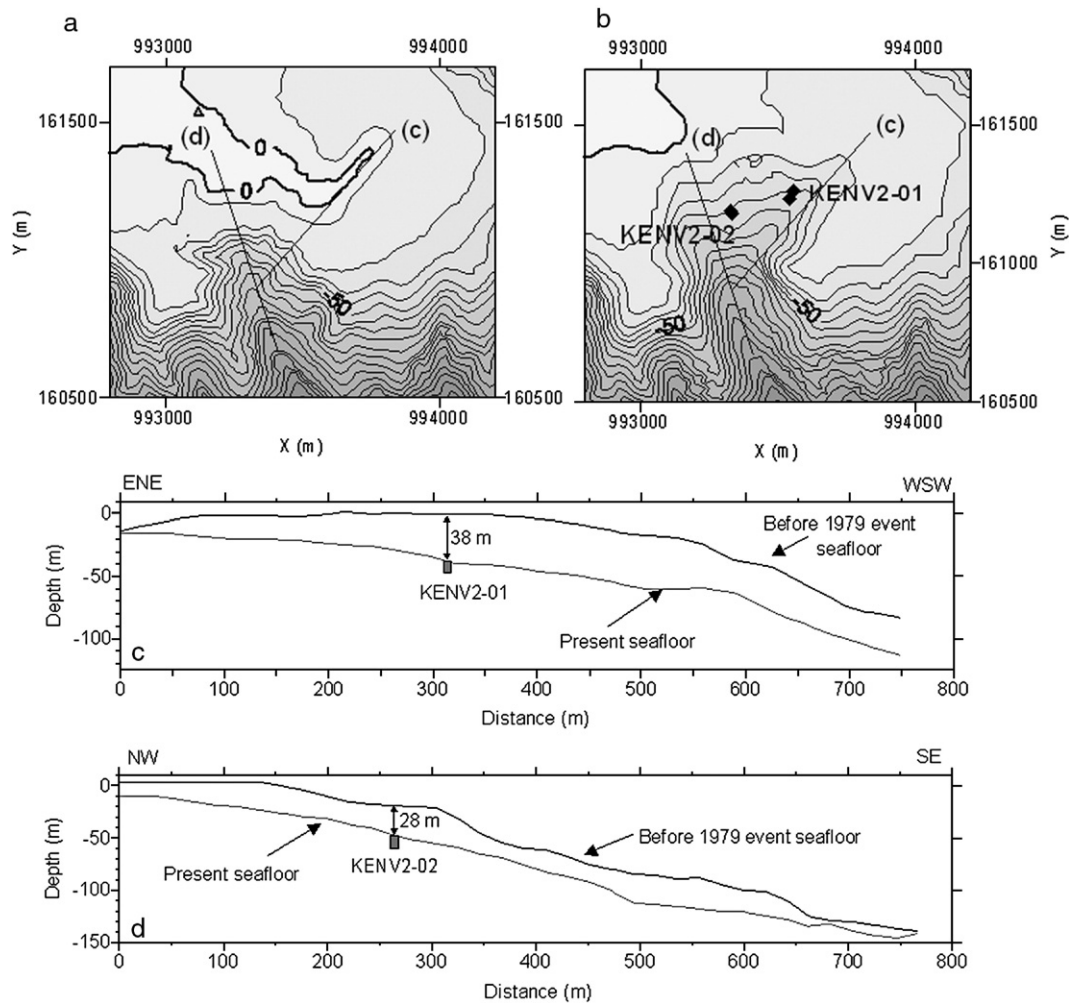 a
b
993000 994000
993000 994000
161500
160500
Y (m)
(d)
(c)
0
0
-50
993000 994000
X (m)
(d)
(c)
KENV2-01
KENV2-02
-50
-50
161500
161000
160500
Y (m)
993000 994000
X (m)
ENE WSW
0
-50
-100
Depth (m)
38 m
KENV2-01
Before 1979 event
seafloor
Present seafloor
c
0 100 200 300 400 500 600 700 800
Distance (m)
NW SE
0
-50
-100
-150
Depth (m)
28 m
KENV2-02
Present seafloor
Before 1979 event seafloor
d
0 100 200 300 400 500 600 700 800
Distance (m)